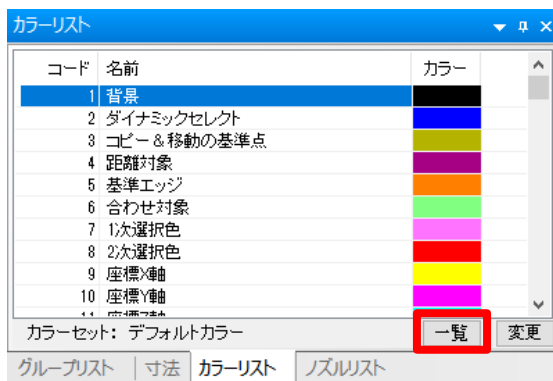 カラーリスト
コード 名前 カラー
1 背景
2 ダイナミックセレクト
3 コピー＆移動の基準点
4 距離対象
5 基準エッジ
6 合わせ対象
7 1次選択色
8 2次選択色
9 座標X軸
10 座標Y軸
11 座標Z軸
カラーセット: デフォルトカラー 一覧 変更
グループリスト 寸法 カラーリスト ノズルリスト